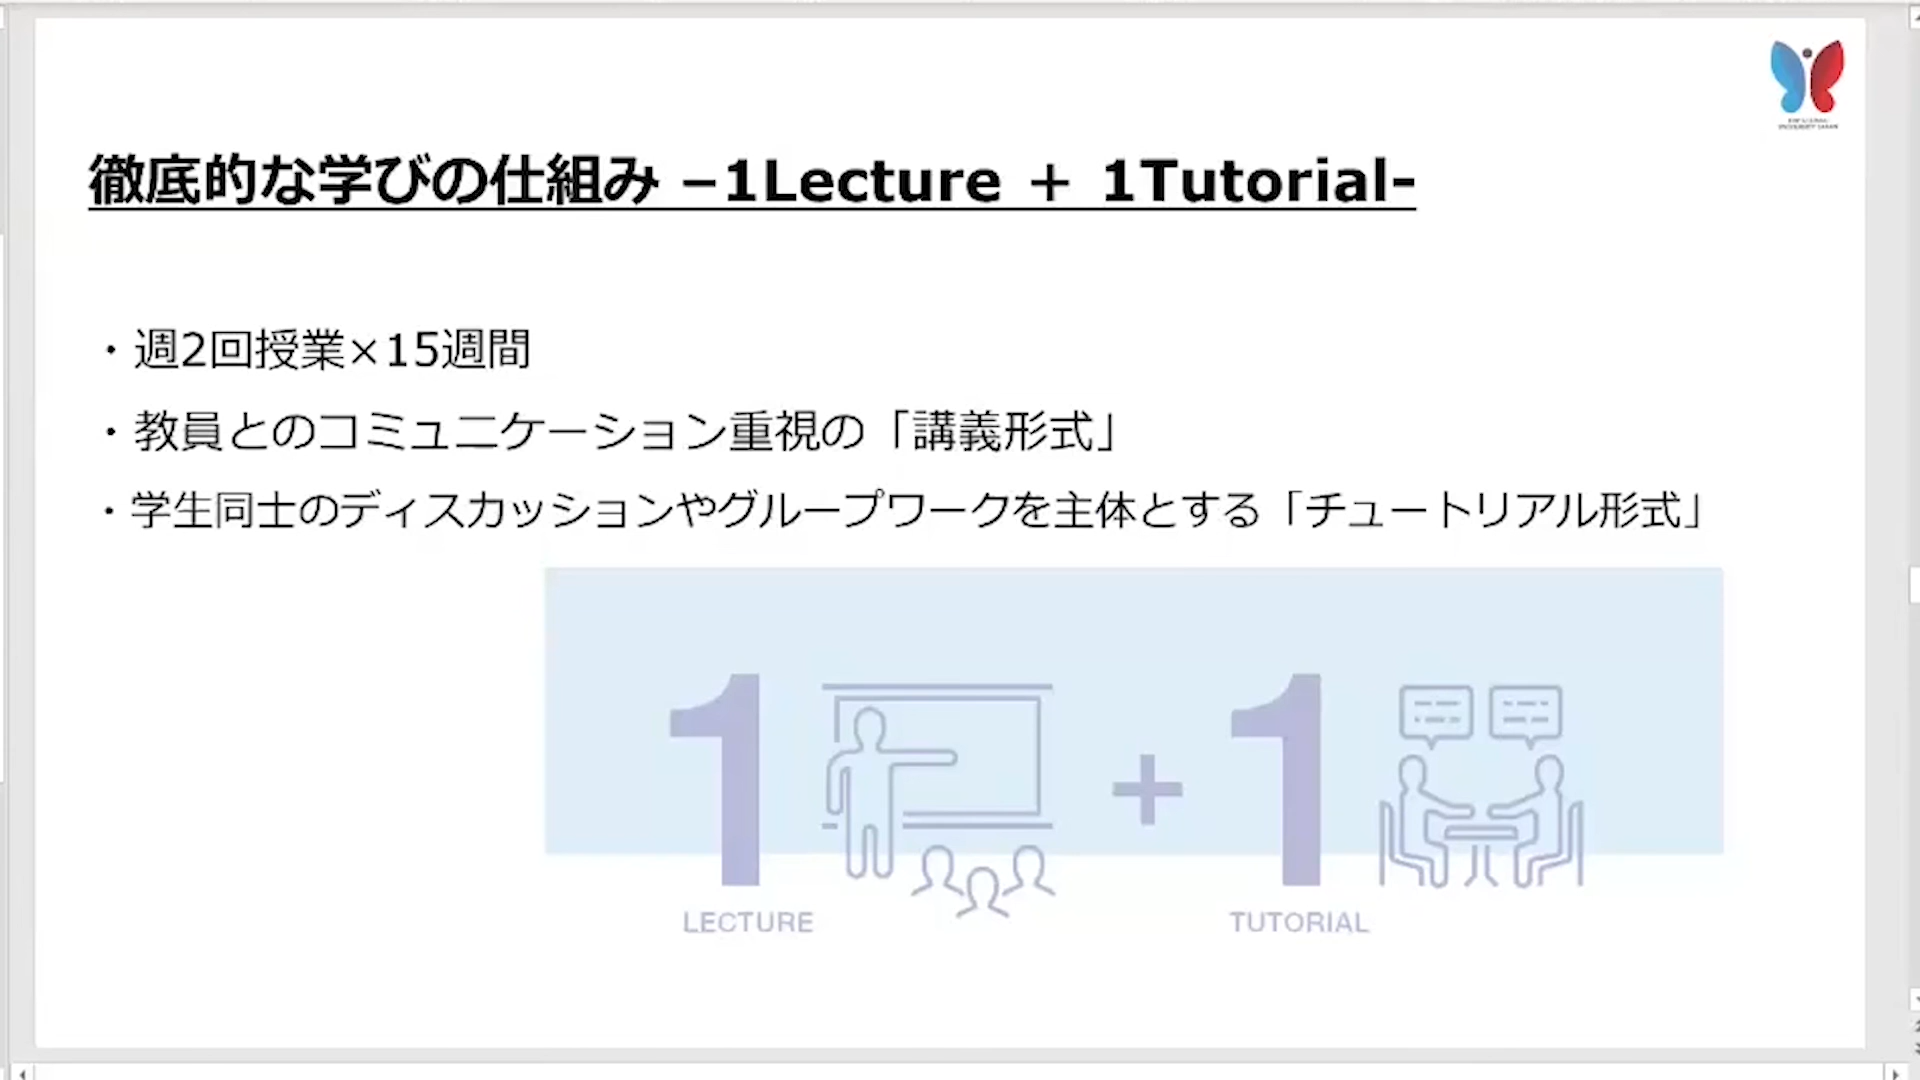 徹底的な学びの仕組み –1Lecture + 1Tutorial-
・週2回授業×15週間
・教員とのコミュニケーション重視の「講義形式」
・学生同士のディスカッションやグループワークを主体とする「チュートリアル形式」
1 + 1
LECTURE TUTORIAL